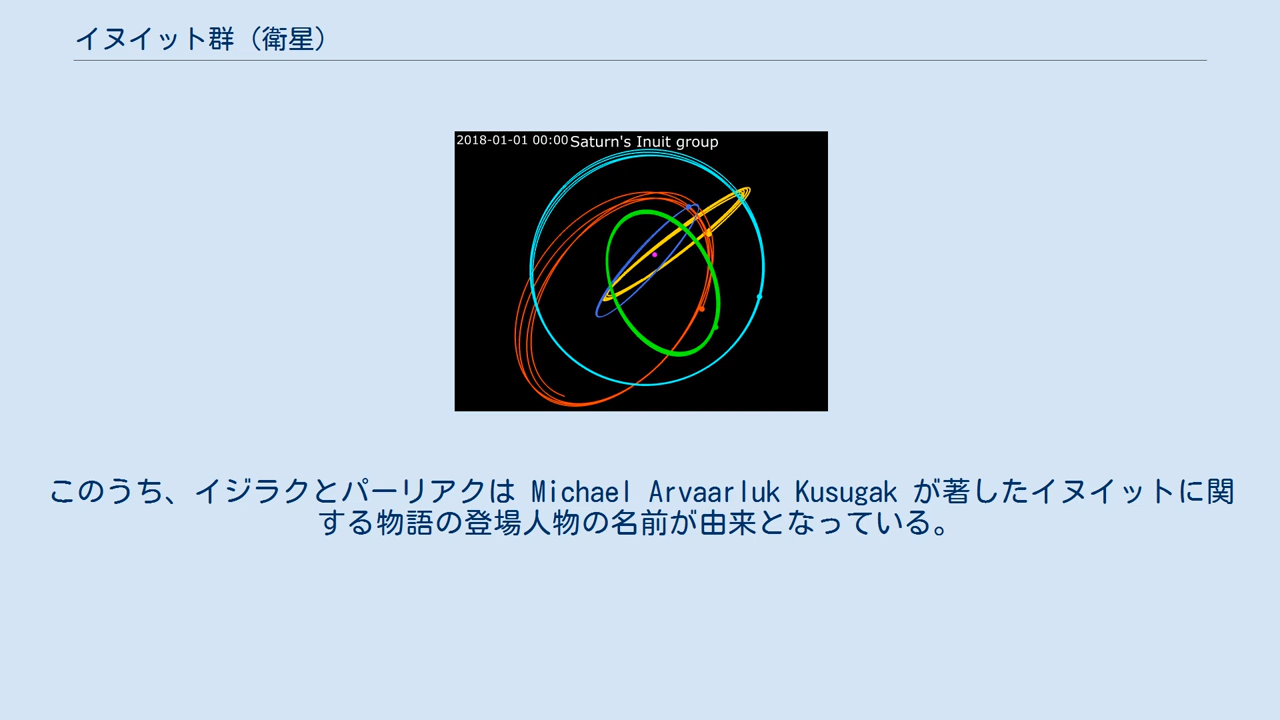 イヌイット群（衛星）
2018-01-01 00:00 Saturn's Inuit group
このうち、イジラクとパーリアクは Michael Arvaarluk Kusugak が著したイヌイットに関
する物語の登場人物の名前が由来となっている。